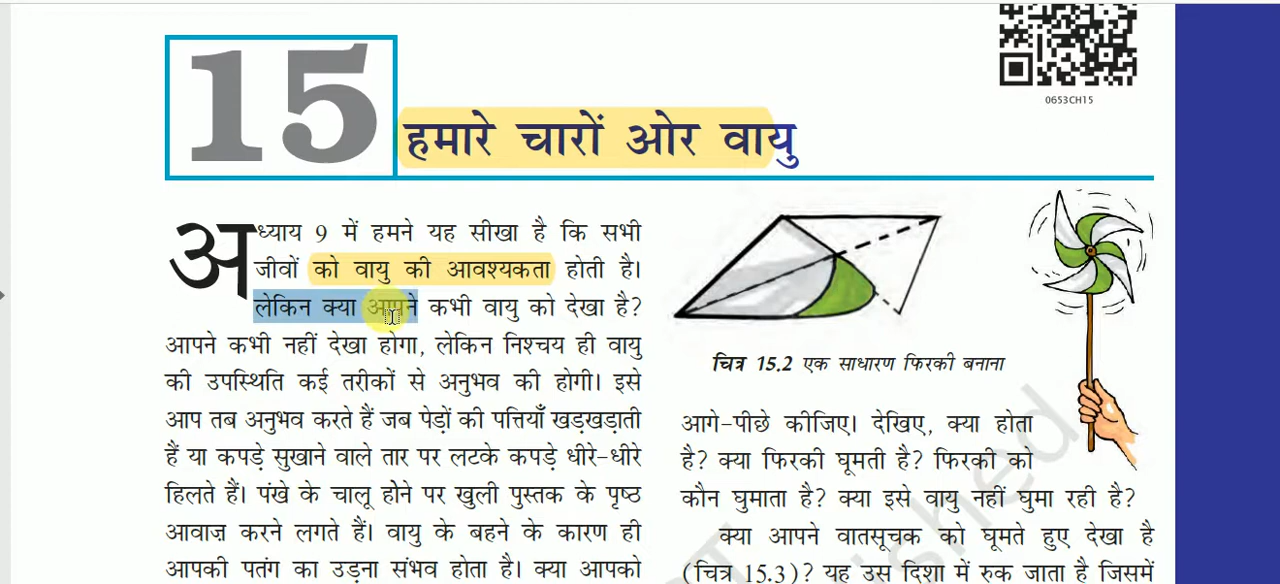 0653CH15
15
हमारे चारों ओर वायु
अध्याय 9 में हमने यह सीखा है कि सभी
जीवों को वायु की आवश्यकता होती है।
लेकिन क्या आपने कभी वायु को देखा है?
आपने कभी नहीं देखा होगा, लेकिन निश्चय ही वायु
की उपस्थिति कई तरीकों से अनुभव की होगी। इसे
आप तब अनुभव करते हैं जब पेड़ों की पत्तियाँ खड़खड़ाती
हैं या कपड़े सुखाने वाले तार पर लटके कपड़े धीरे-धीरे
हिलते हैं। पंखे के चालू होने पर खुली पुस्तक के पृष्ठ
आवाज करने लगते हैं। वायु के बहने के कारण ही
आपकी पतंग का उड़ना संभव होता है। क्या आपको
चित्र 15.2 एक साधारण फिरकी बनाना
आगे-पीछे कीजिए। देखिए, क्या होता
है? क्या फिरकी घूमती है? फिरकी को
कौन घुमाता है? क्या इसे वायु नहीं घुमा रही है?
क्या आपने वातसूचक को घूमते हुए देखा है
(चित्र 15.3)? यह उस दिशा में रुक जाता है जिसमें